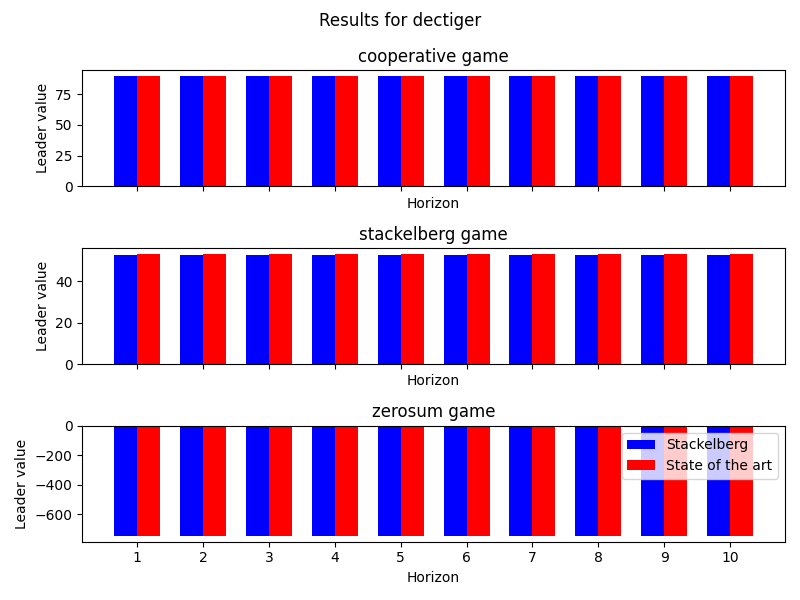 Results for dectiger
cooperative game
Leader value
75
50
25
0
Horizon
stackelberg game
Leader value
40
20
0
Horizon
zerosum game
Leader value
0
−200
−400
−600
Stackelberg
State of the art
1 2 3 4 5 6 7 8 9 10
Horizon